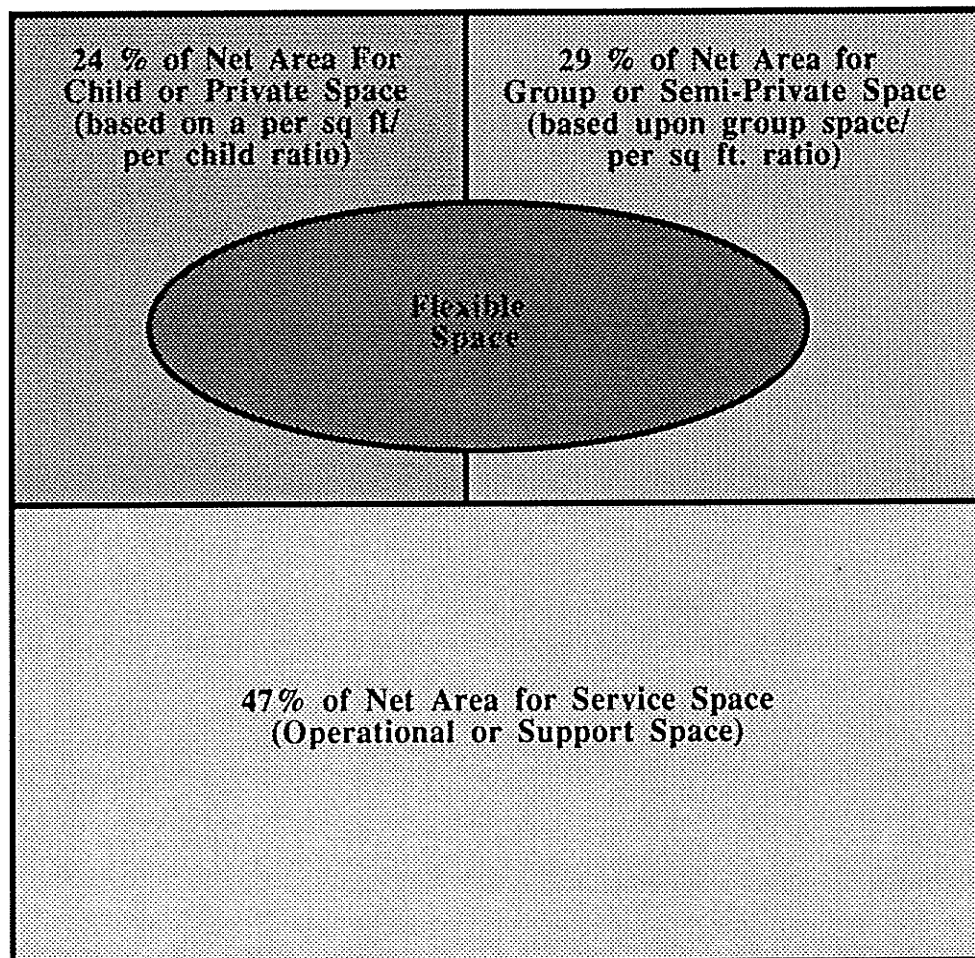 24 % of Net Area For
Child or Private Space
(based on a per sq ft/
per child ratio)
29 % of Net Area for
Group or Semi-Private Space
(based upon group space/
per sq ft. ratio)
Flexible
Space
47% of Net Area for Service Space
(Operational or Support Space)